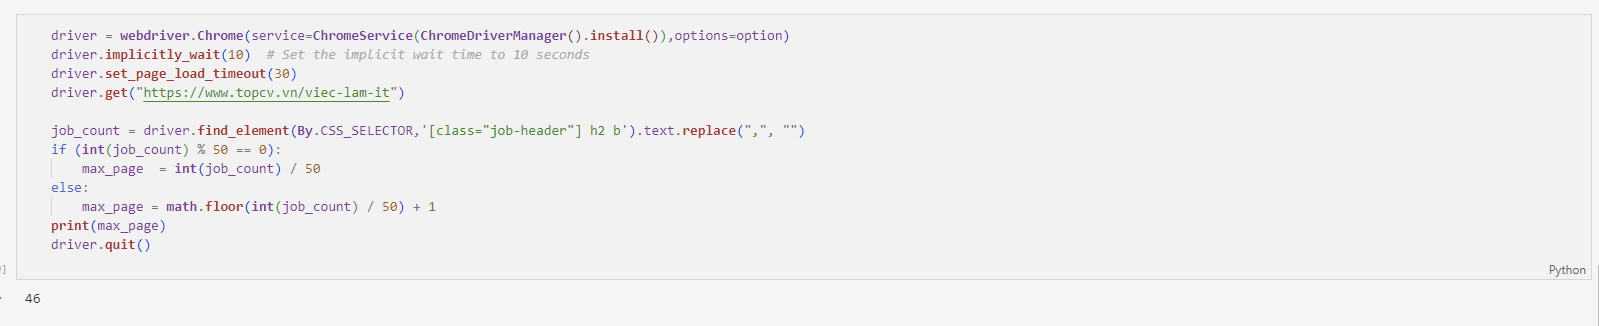 driver = webdriver.Chrome(service=ChromeService(ChromeDriverManager().install()),options=option)
driver.implicitly_wait(10)  # Set the implicit wait time to 10 seconds
driver.set_page_load_timeout(30)
driver.get("https://www.topcv.vn/viec-lam-it")

job_count = driver.find_element(By.CSS_SELECTOR,'[class="job-header"] h2 b').text.replace(",", "")
if (int(job_count) % 50 == 0):
    max_page  = int(job_count) / 50
else:
    max_page = math.floor(int(job_count) / 50) + 1
print(max_page)
driver.quit()
]
Python
46